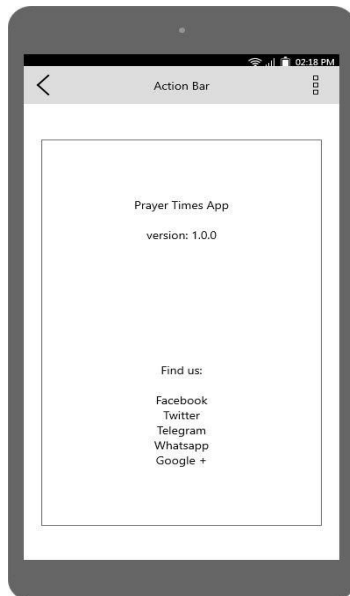 02:18 PM
Action Bar
Prayer Times App
version: 1.0.0
Find us:
Facebook
Twitter
Telegram
Whatsapp
Google +